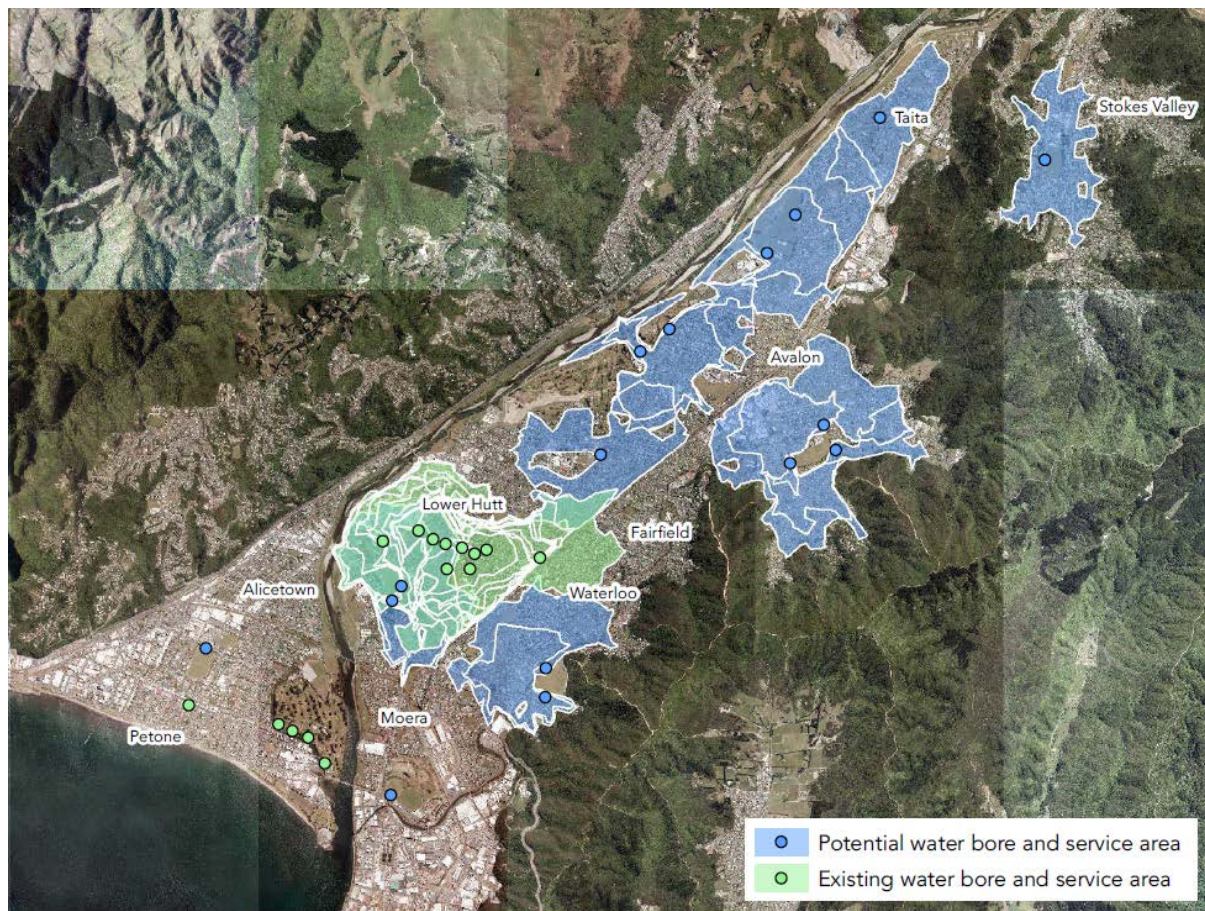 Taita
Stokes Valley
Avalon
Lower Hutt
Fairfield
Alicetown
Waterloo
Moera
Petone
Potential water bore and service area
Existing water bore and service area